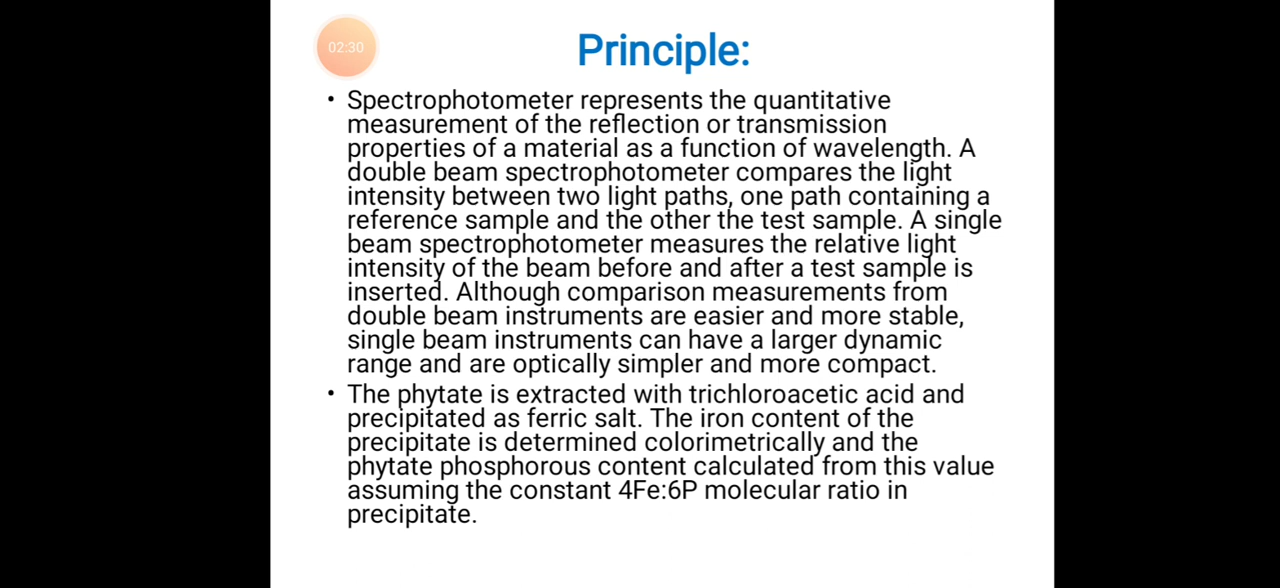 02:30
Principle:
• Spectrophotometer represents the quantitative
measurement of the reflection or transmission
properties of a material as a function of wavelength. A
double beam spectrophotometer compares the light
intensity between two light paths, one path containing a
reference sample and the other the test sample. A single
beam spectrophotometer measures the relative light
intensity of the beam before and after a test sample is
inserted. Although comparison measurements from
double beam instruments are easier and more stable,
single beam instruments can have a larger dynamic
range and are optically simpler and more compact.
• The phytate is extracted with trichloroacetic acid and
precipitated as ferric salt. The iron content of the
precipitate is determined colorimetrically and the
phytate phosphorous content calculated from this value
assuming the constant 4Fe:6P molecular ratio in
precipitate.